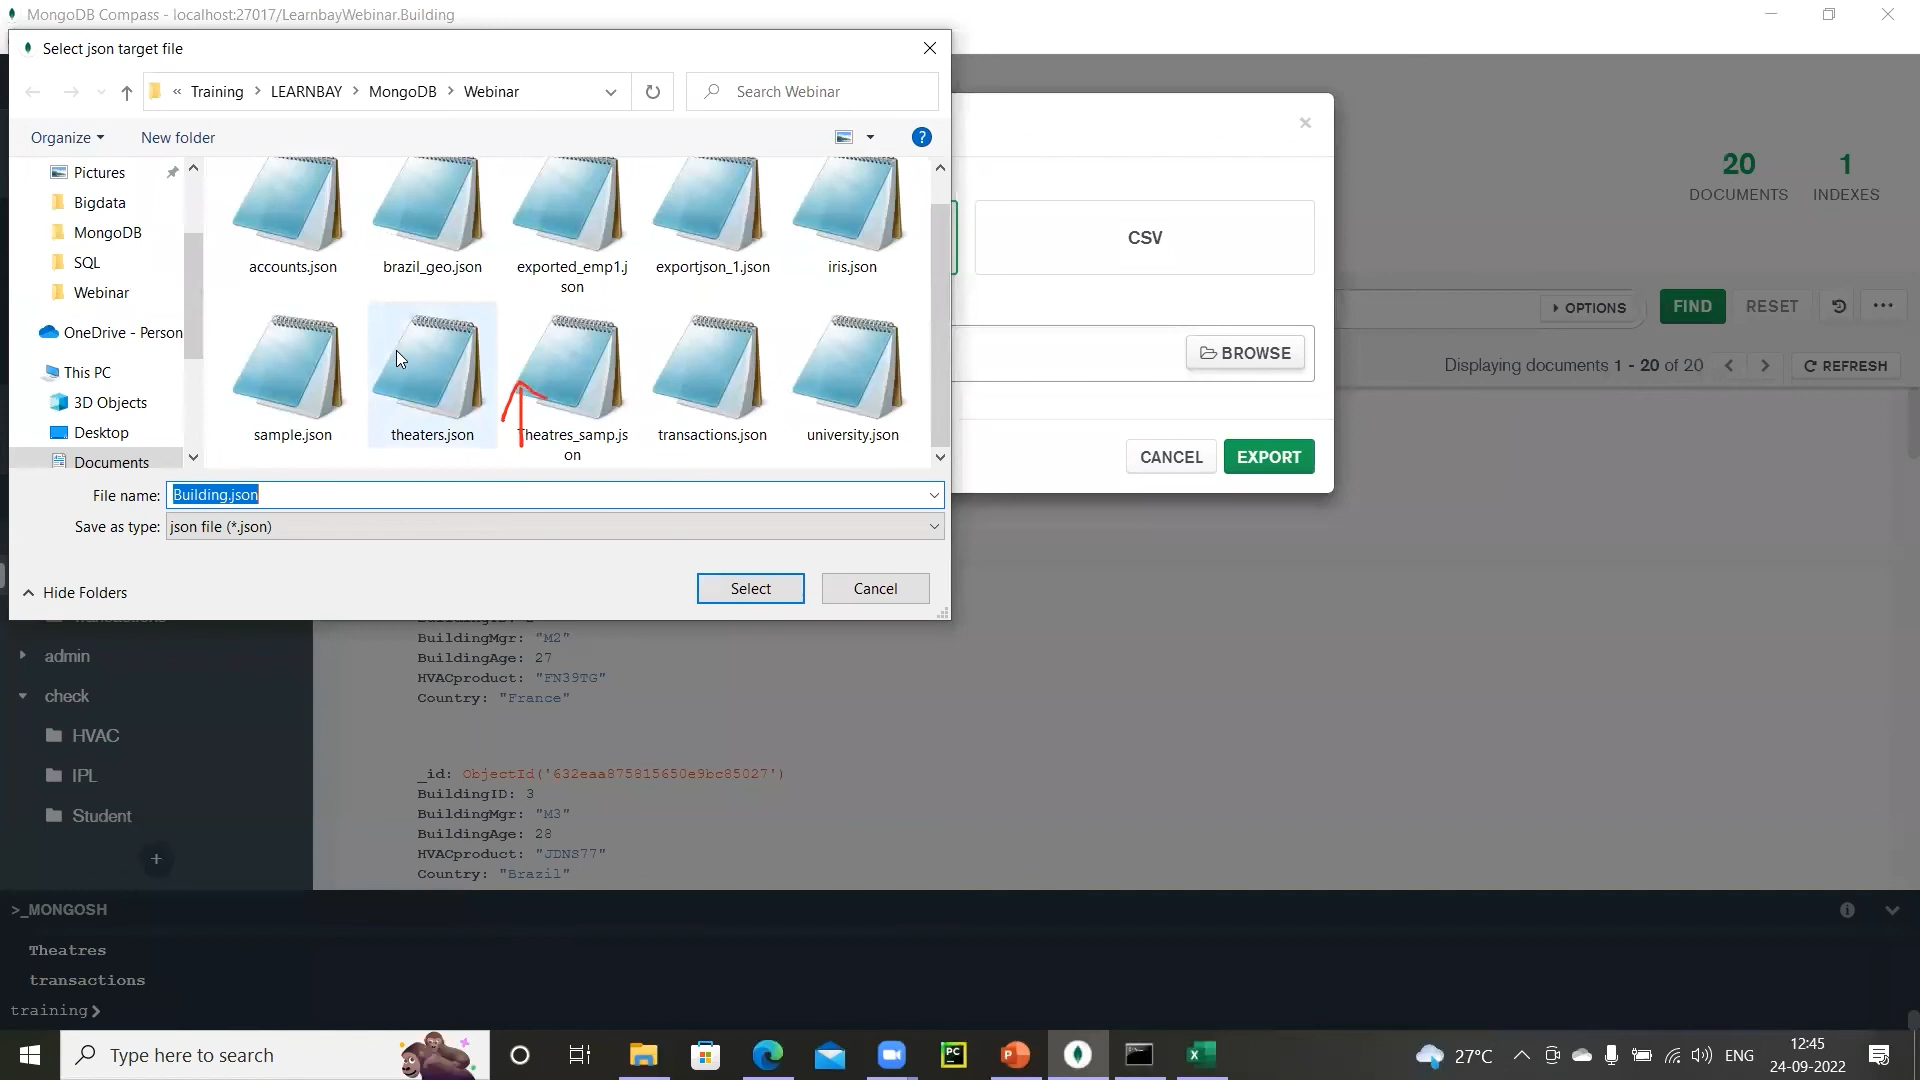 MongoDB Compass - localhost:27017/LearnbayWebinar.Building
Select json target file
« Training > LEARNBAY > MongoDB > Webinar
Search Webinar
Organize
New folder
Pictures
Bigdata
MongoDB
SQL
Webinar
OneDrive - Person
This PC
3D Objects
Desktop
Documents
accounts.json
brazil_geo.json
exported_emp1.j
son
exportjson_1.json
iris.json
sample.json
theaters.json
Theatres_samp.js
on
transactions.json
university.json
File name: Building.json
Save as type: json file (*.json)
Hide Folders
Select
Cancel
CSV
BROWSE
CANCEL
EXPORT
20
DOCUMENTS
1
INDEXES
OPTIONS
FIND
RESET
Displaying documents 1 - 20 of 20
REFRESH
admin
check
HVAC
IPL
Student
+
BuildingMgr: "M2"
BuildingAge: 27
HVACproduct: "FN39TG"
Country: "France"
_id: ObjectId('632eaa875815650e9bc85027')
BuildingID: 3
BuildingMgr: "M3"
BuildingAge: 28
HVACproduct: "JDNS77"
Country: "Brazil"
>_MONGOSH
Theatres
transactions
training>
Type here to search
PC
27°C
ENG
12:45
24-09-2022